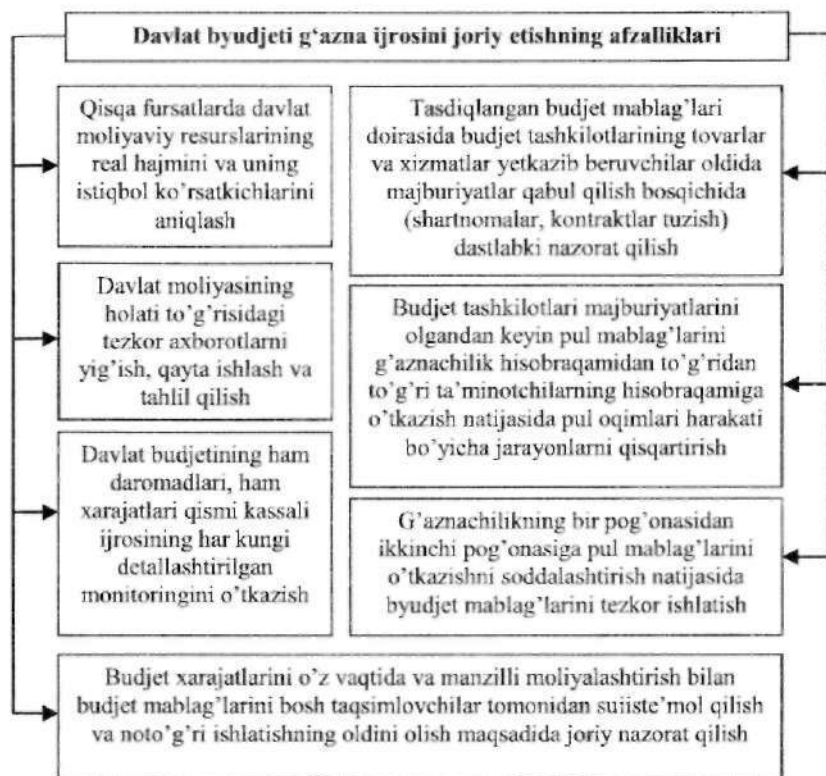 Davlat byudjeti g‘azna ijrosini joriy etishning afzalliklari
Qisqa fursatlarda davlat
moliyaviy resurslarining
real hajmini va uning
istiqbol ko’rsatkichlarini
aniqlash
Davlat moliyasining
holati to’g’risidagi
tezkor axborotlarni
yig’ish, qayta ishlash va
tahlil qilish
Davlat budjetining ham
daromadlari, ham
xarajatlari qismi kassali
ijrosining har kungi
detallashtirilgan
monitoringini o’tkazish
Tasdiqlangan budjet mablag’lari
doirasida budjet tashkilotlarining tovarlar
va xizmatlar yetkazib beruvchilar oldida
majburiyatlar qabul qilish bosqichida
(shartnomalar, kontraktlar tuzish)
dastlabki nazorat qilish
Budjet tashkilotlari majburiyatlarini
olgandan keyin pul mablag’larini
g’aznachilik hisobraqamidan to’g’ridan
to’g’ri ta’minotchilarning hisobraqamiga
o’tkazish natijasida pul oqimlari harakati
bo’yicha jarayonlarni qisqartirish
G’aznachilikning bir pog’onasidan
ikkinchi pog’onasiga pul mablag’larini
o’tkazishni soddalashtirish natijasida
byudjet mablag’larini tezkor ishlatish
Budjet xarajatlarini o’z vaqtida va manzilli moliyalashtirish bilan
budjet mablag’larini bosh taqsimlovchilar tomonidan suiiste’mol qilish
va noto’g’ri ishlatishning oldini olish maqsadida joriy nazorat qilish